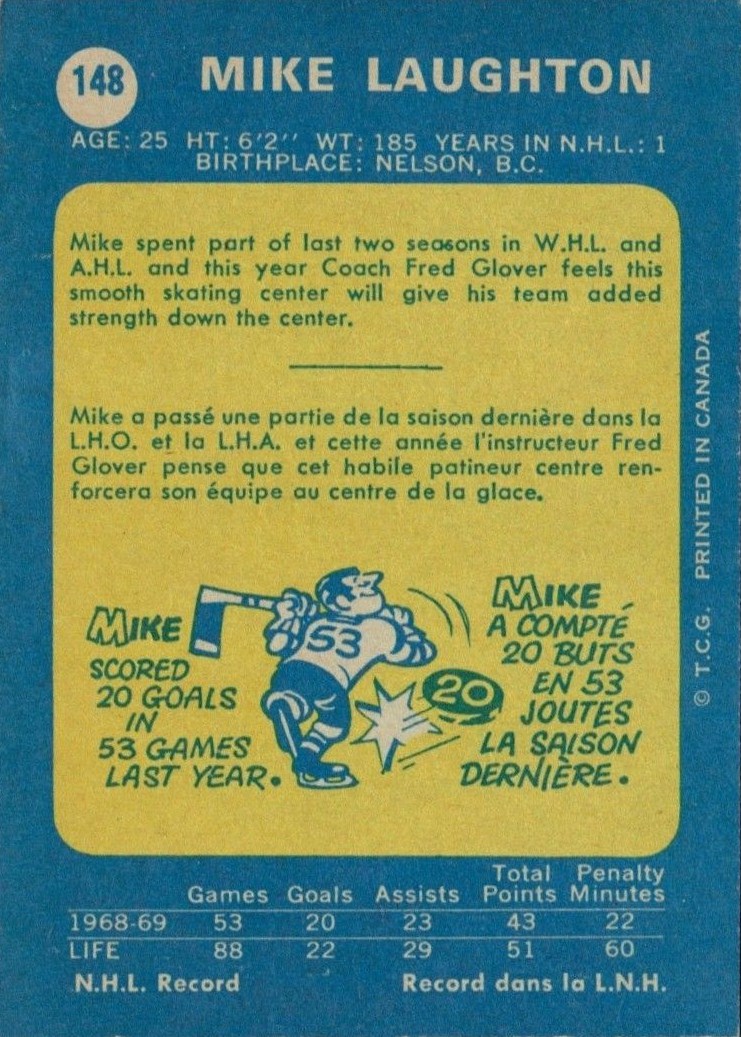 148
MIKE LAUGHTON
AGE: 25 HT: 6'2'' WT: 185 YEARS IN N.H.L.: 1
BIRTHPLACE: NELSON, B.C.
Mike spent part of last two seasons in W.H.L. and
A.H.L. and this year Coach Fred Glover feels this
smooth skating center will give his team added
strength down the center.
Mike a passé une partie de la saison dernière dans la
L.H.O. et la L.H.A. et cette année l'instructeur Fred
Glover pense que cet habile patineur centre ren-
forcera son équipe au centre de la glace.
MIKE
SCORED
20 GOALS
IN
53 GAMES
LAST YEAR.
53
20
MIKE
A COMPTÉ
20 BUTS
EN 53
JOUTES
LA SAISON
DERNIÈRE.
© T.C.G. PRINTED IN CANADA
Games Goals Assists Total Points Penalty Minutes
1968-69 53 20 23 43 22
LIFE 88 22 29 51 60
N.H.L. Record Record dans la L.N.H.